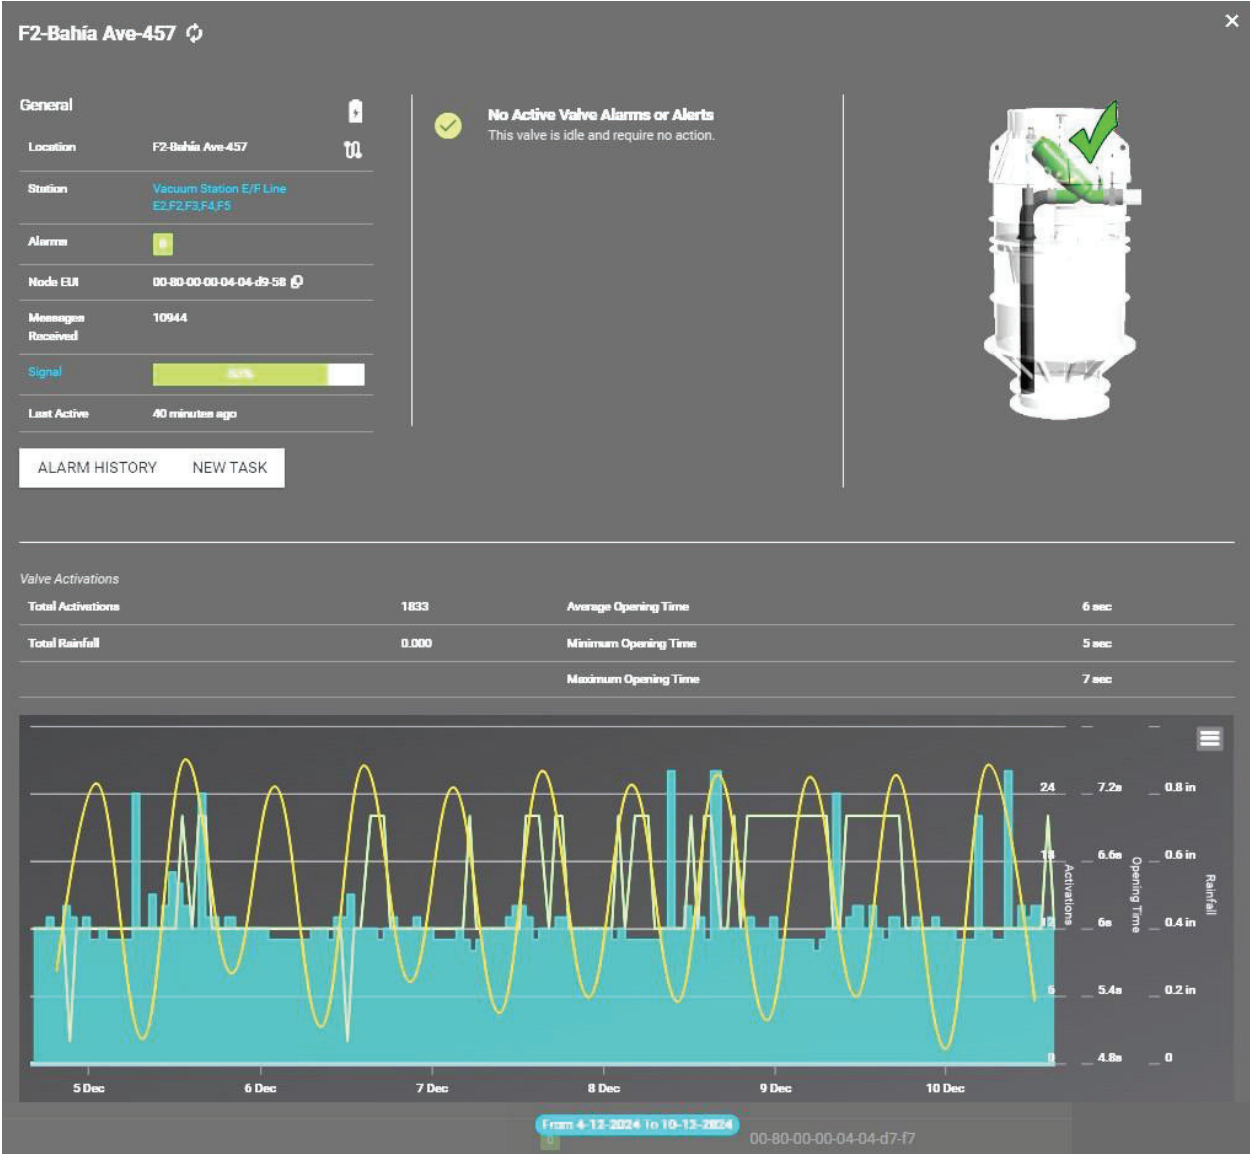 F2-Bahía Ave-457
General
Location F2-Bahía Ave-457
Station Vacuum Station E/F Line
E2,F2,F3,F4,F5
Alarms
Node EUI 00-80-00-00-04-04-d9-58
Messages
Received 10944
Signal
Last Active 40 minutes ago
ALARM HISTORY NEW TASK
No Active Valve Alarms or Alerts
This valve is idle and require no action.
Valve Activations
Total Activations 1833 Average Opening Time 6 sec
Total Rainfall 0.000 Minimum Opening Time 5 sec
Maximum Opening Time 7 sec
24 7.2s 0.8 in
18 6.6s 0.6 in
12 6s 0.4 in
6 5.4s 0.2 in
0 4.8s 0
Activations
Opening Time
Rainfall
5 Dec 6 Dec 7 Dec 8 Dec 9 Dec 10 Dec
From 4-12-2024 To 10-12-2024
0 00-80-00-00-04-04-d7-f7